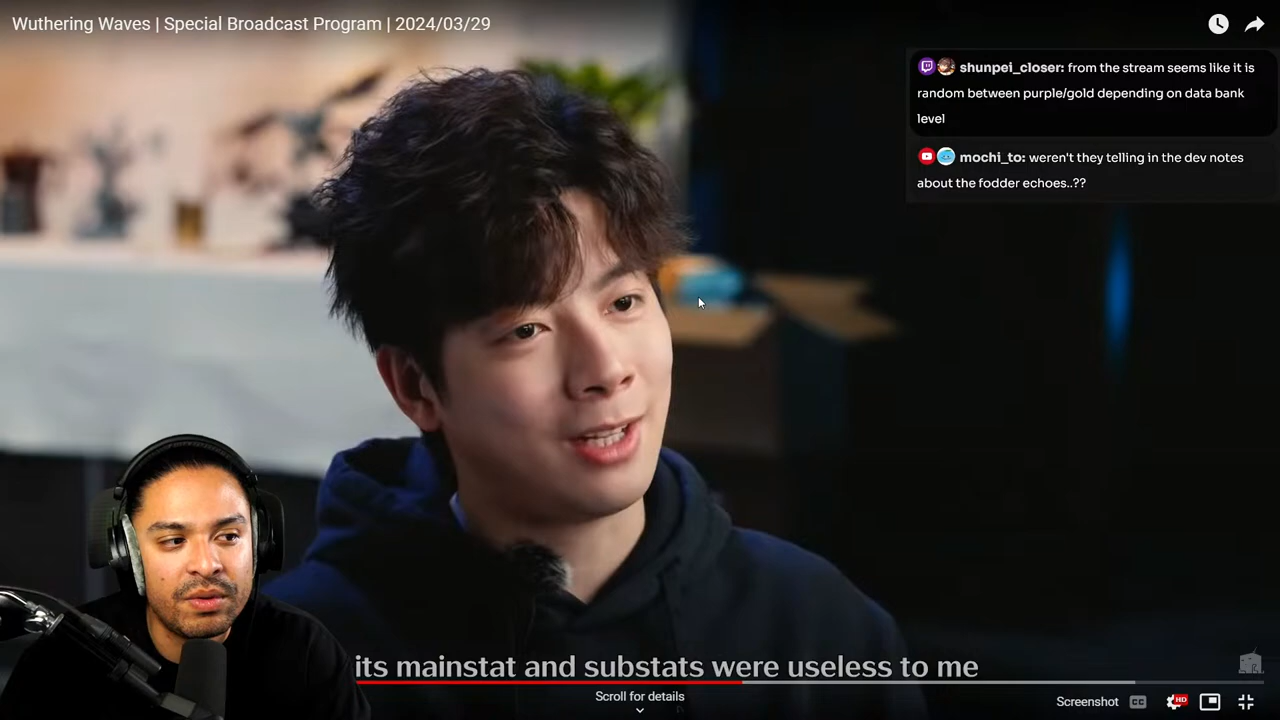 Wuthering Waves | Special Broadcast Program | 2024/03/29
shunpei_closer: from the stream seems like it is
random between purple/gold depending on data bank
level
mochi_to: weren't they telling in the dev notes
about the fodder echoes..??
its mainstat and substats were useless to me
Scroll for details
Screenshot
CC
HD